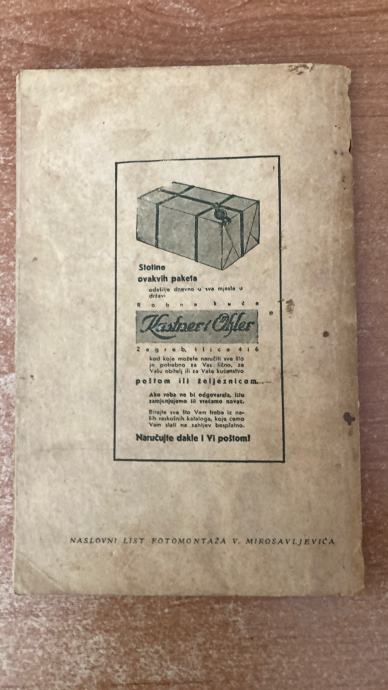 Stotine
ovakvih paketa
odašilje dnevno u sva mjesta u
državi
Robna kuća
Kastner i Öhler
Zagreb, Ilica 4 i 6
kod koje možete naručiti sve što
je potrebno za Vas lično, za
Vašu obitelj ili za Vaše kućanstvo
poštom ili željeznicom.
Ako roba ne bi odgovarala, istu
zamjenjujemo ili vraćamo novac.
Birajte sve što Vam treba iz na-
ših raskošnih kataloga, koje ćemo
Vam slati na zahtjev besplatno.
Naručujte dakle i Vi poštom!
NASLOVNI LIST FOTOMONTAŽA V. MIROSAVLJEVIĆA